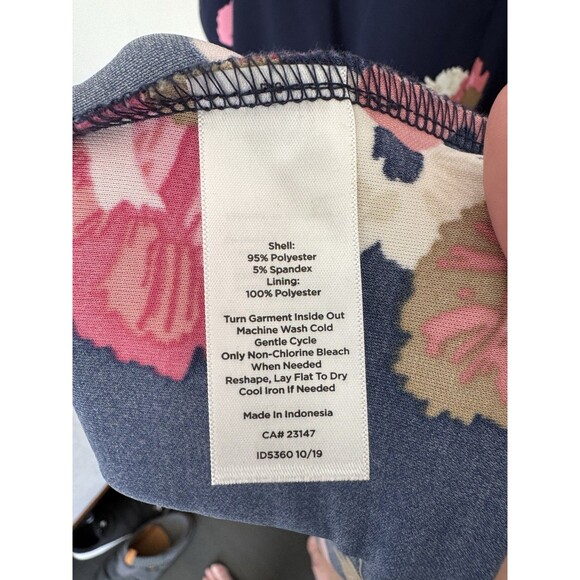 Shell:
95% Polyester
5% Spandex
Lining:
100% Polyester
Turn Garment Inside Out
Machine Wash Cold
Gentle Cycle
Only Non-Chlorine Bleach
When Needed
Reshape, Lay Flat To Dry
Cool Iron If Needed
Made In Indonesia
CA# 23147
ID5360 10/19